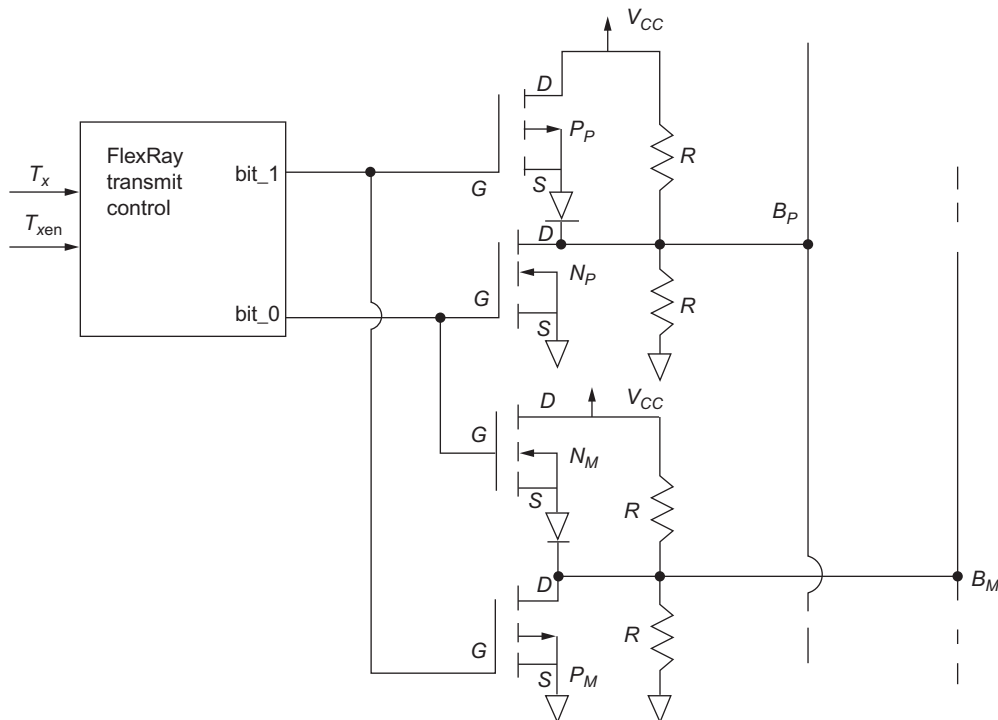 V_CC
D
FlexRay
transmit
control
bit_1
T_x
T_xen
bit_0
P_P
R
G
S
B_P
D
N_P
R
G
S
V_CC
D
G
N_M
S
R
D
B_M
G
R
S
P_M